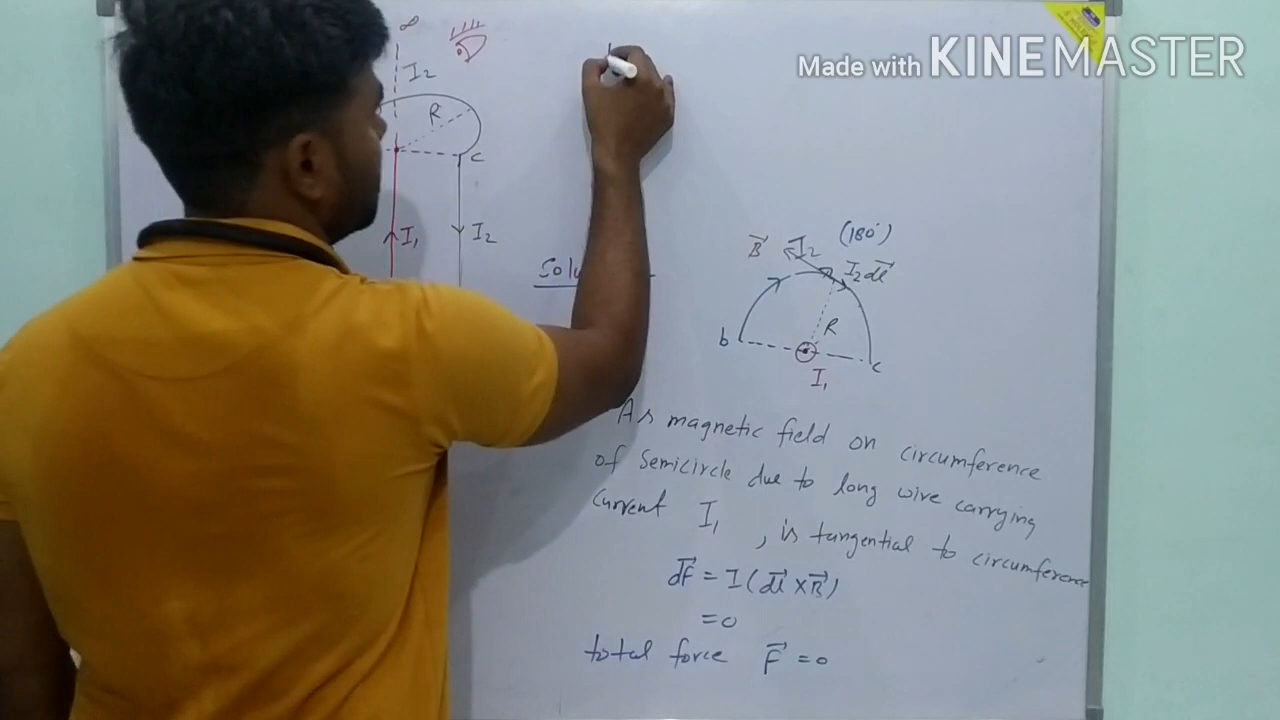 Made with KINEMASTER
∞
I₂
R
c
I₁
I₂
(180°)
B⃗ I₂
I₂dl⃗
b
R
c
I₁
As magnetic field on circumference
of semicircle due to long wire carrying
current I₁, is tangential to circumference
dF⃗ = I(dl⃗ × B⃗)
= 0
total force F⃗ = 0